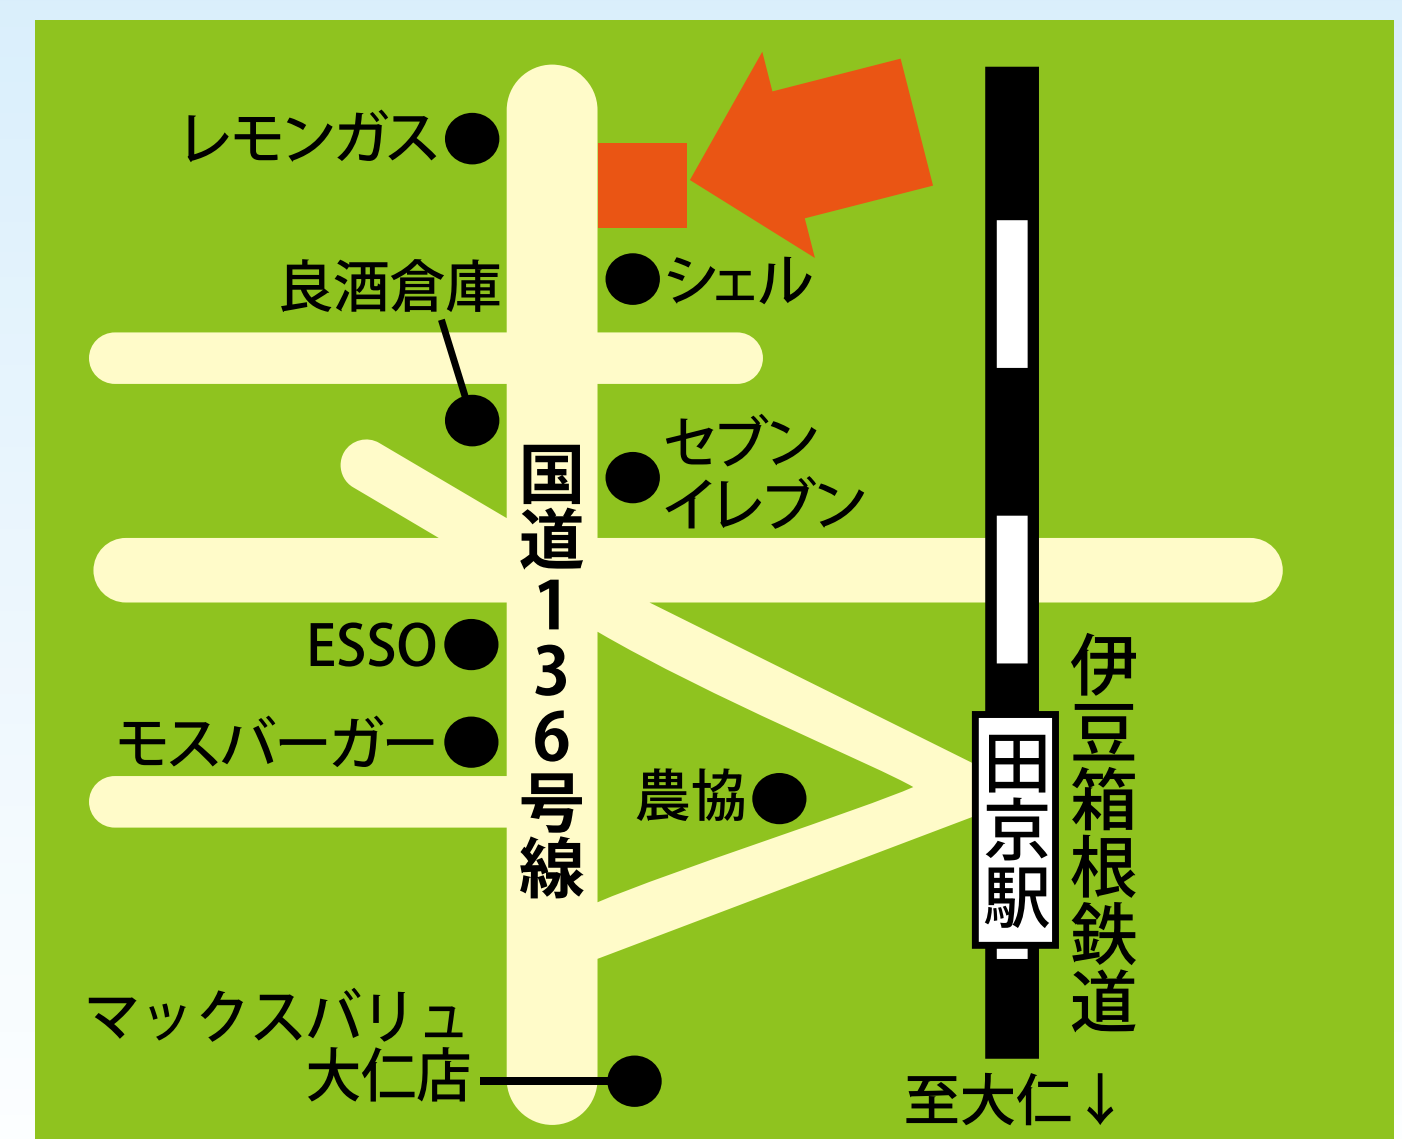 レモンガス
良酒倉庫
シェル
セブン
イレブン
国道136号線
ESSO
モスバーガー
農協
田京駅
伊豆箱根鉄道
マックスバリュ
大仁店
至大仁↓